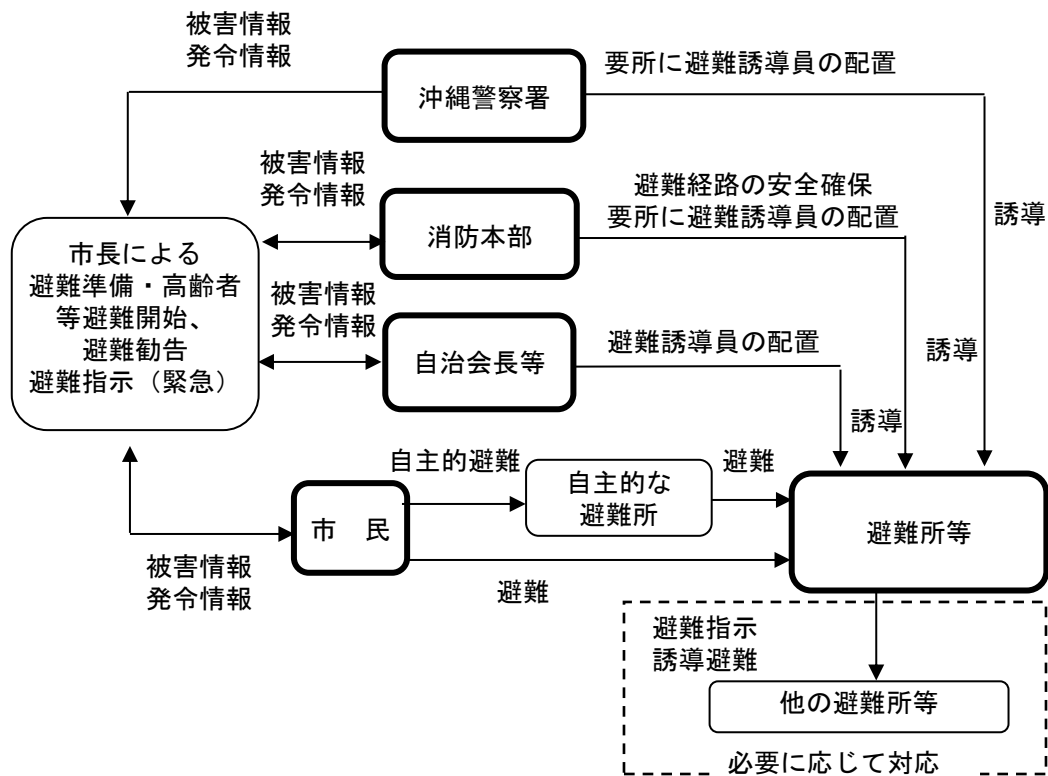 被害情報
発令情報
沖縄警察署
要所に避難誘導員の配置
被害情報
発令情報
消防本部
避難経路の安全確保
要所に避難誘導員の配置
誘導
市長による
避難準備・高齢者
等避難開始、
避難勧告
避難指示（緊急）
被害情報
発令情報
自治会長等
避難誘導員の配置
誘導
誘導
自主的避難
自主的な
避難所
避難
市　民
避難所等
被害情報
発令情報
避難
避難指示
誘導避難
他の避難所等
必要に応じて対応